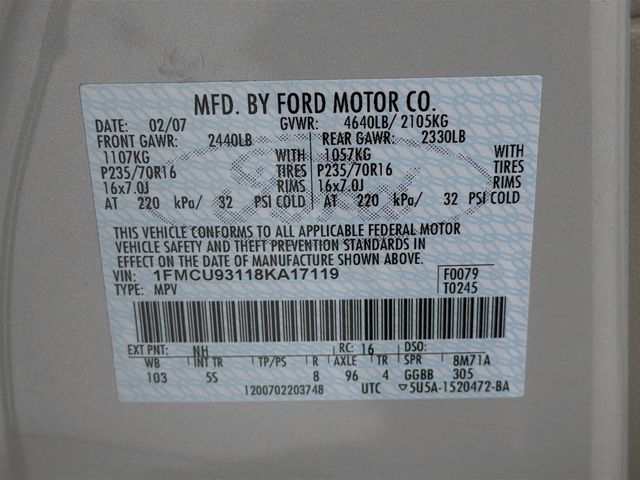 MFD. BY FORD MOTOR CO.
DATE: 02/07 GVWR: 4640LB/ 2105KG
FRONT GAWR: 2440LB REAR GAWR: 2330LB
1107KG WITH 1057KG WITH
P235/70R16 TIRES P235/70R16 TIRES
16x7.0J RIMS 16x7.0J RIMS
AT 220 kPa/ 32 PSI COLD AT 220 kPa/ 32 PSI COLD
THIS VEHICLE CONFORMS TO ALL APPLICABLE FEDERAL MOTOR
VEHICLE SAFETY AND THEFT PREVENTION STANDARDS IN
EFFECT ON THE DATE OF MANUFACTURE SHOWN ABOVE.
VIN: 1FMCU93118KA17119 F0079
TYPE: MPV T0245
EXT PNT: NH RC: 16 DSO:
WB INT TR TP/PS R AXLE TR SPR 8M71A
103 5S 8 96 4 GGBB 305
1200702203748 UTC ▽5U5A-1520472-BA